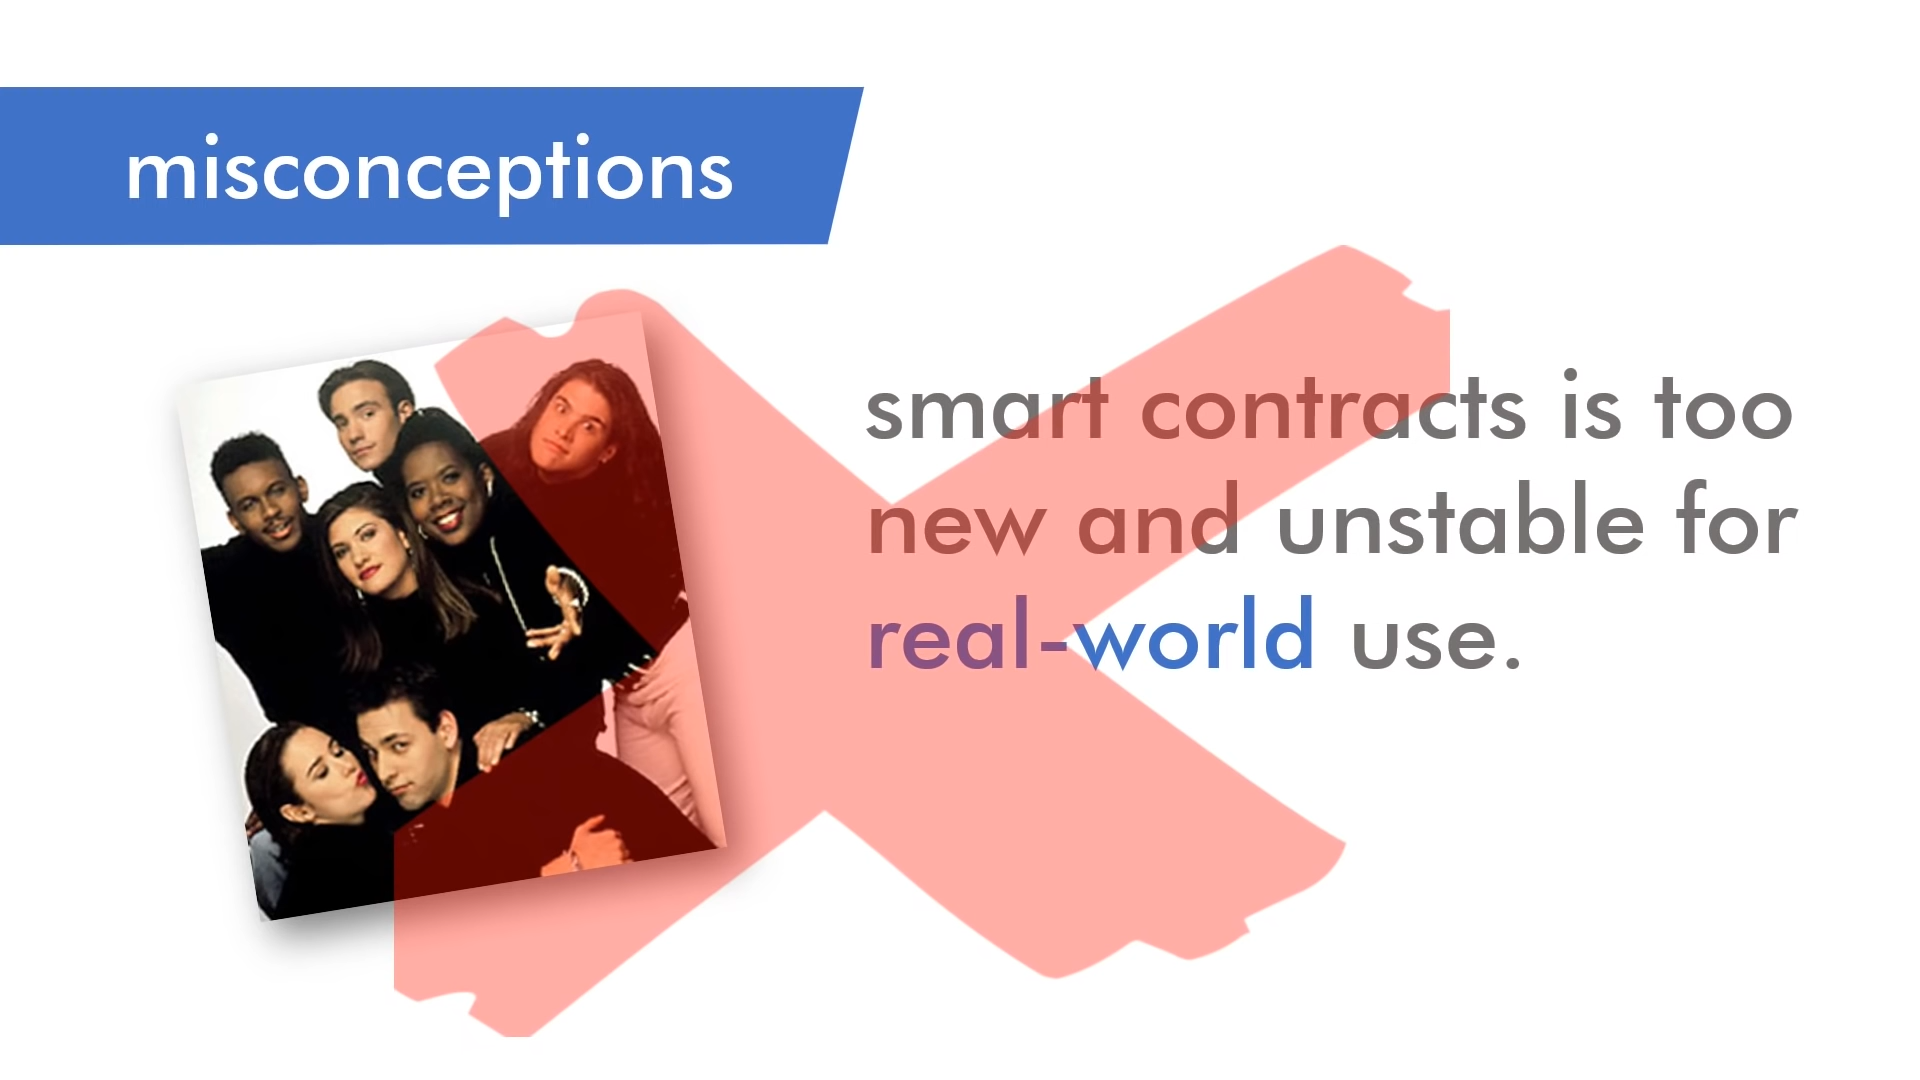 misconceptions
smart contracts is too
new and unstable for
real-world use.